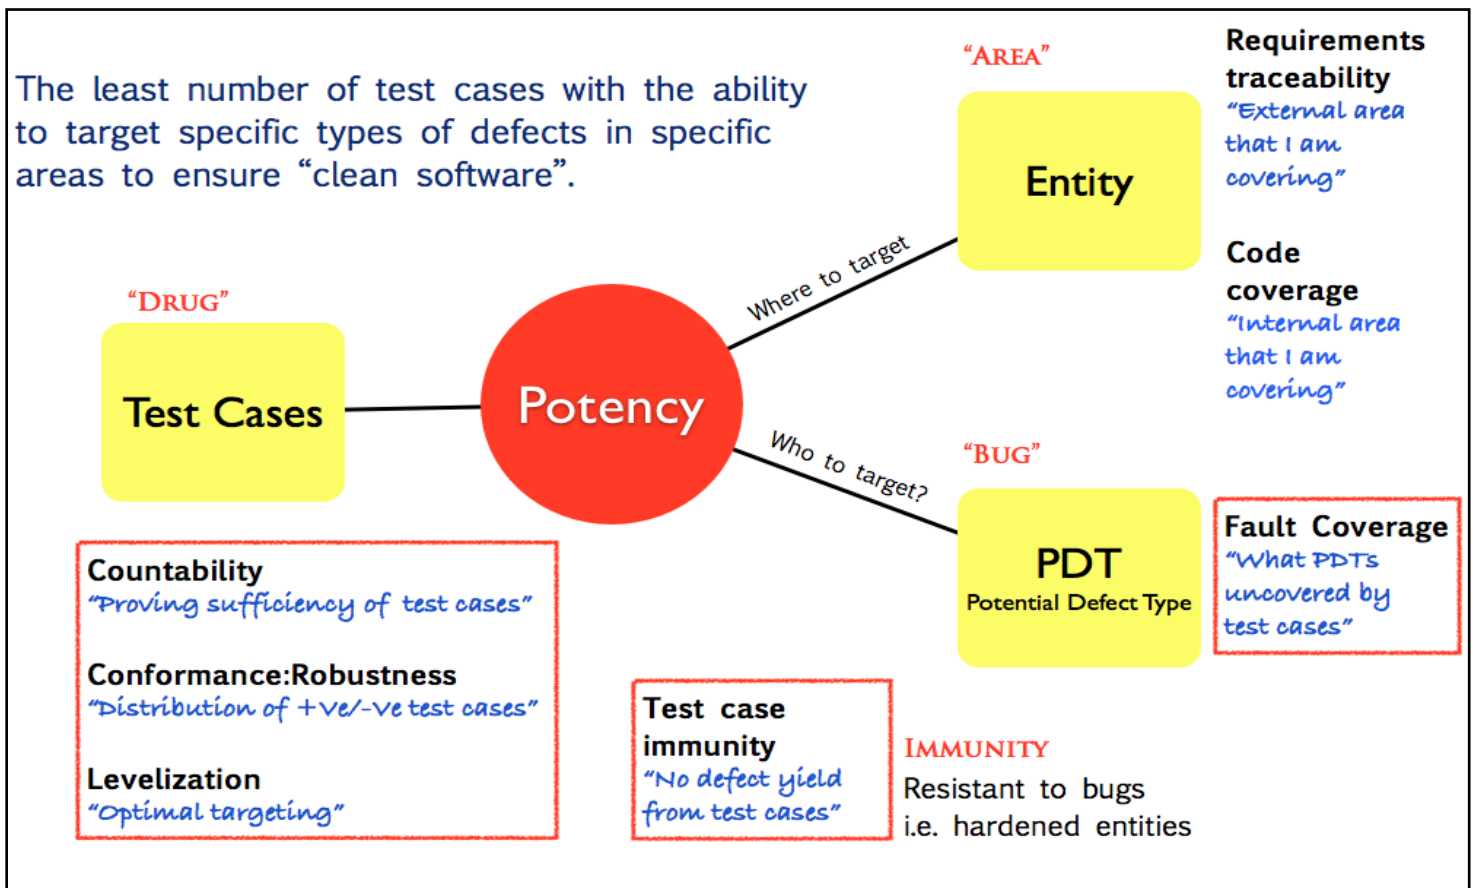 The least number of test cases with the ability
to target specific types of defects in specific
areas to ensure “clean software”.
“AREA”
Entity
Requirements
traceability
“External area
that I am
covering”
Code
coverage
“Internal area
that I am
covering”
Where to target
“DRUG”
Test Cases
Potency
Who to target?
“BUG”
PDT
Potential Defect Type
Fault Coverage
“What PDTs
uncovered by
test cases”
Countability
“Proving sufficiency of test cases”
Conformance:Robustness
“Distribution of +ve/-ve test cases”
Levelization
“Optimal targeting”
Test case
immunity
“No defect yield
from test cases”
IMMUNITY
Resistant to bugs
i.e. hardened entities